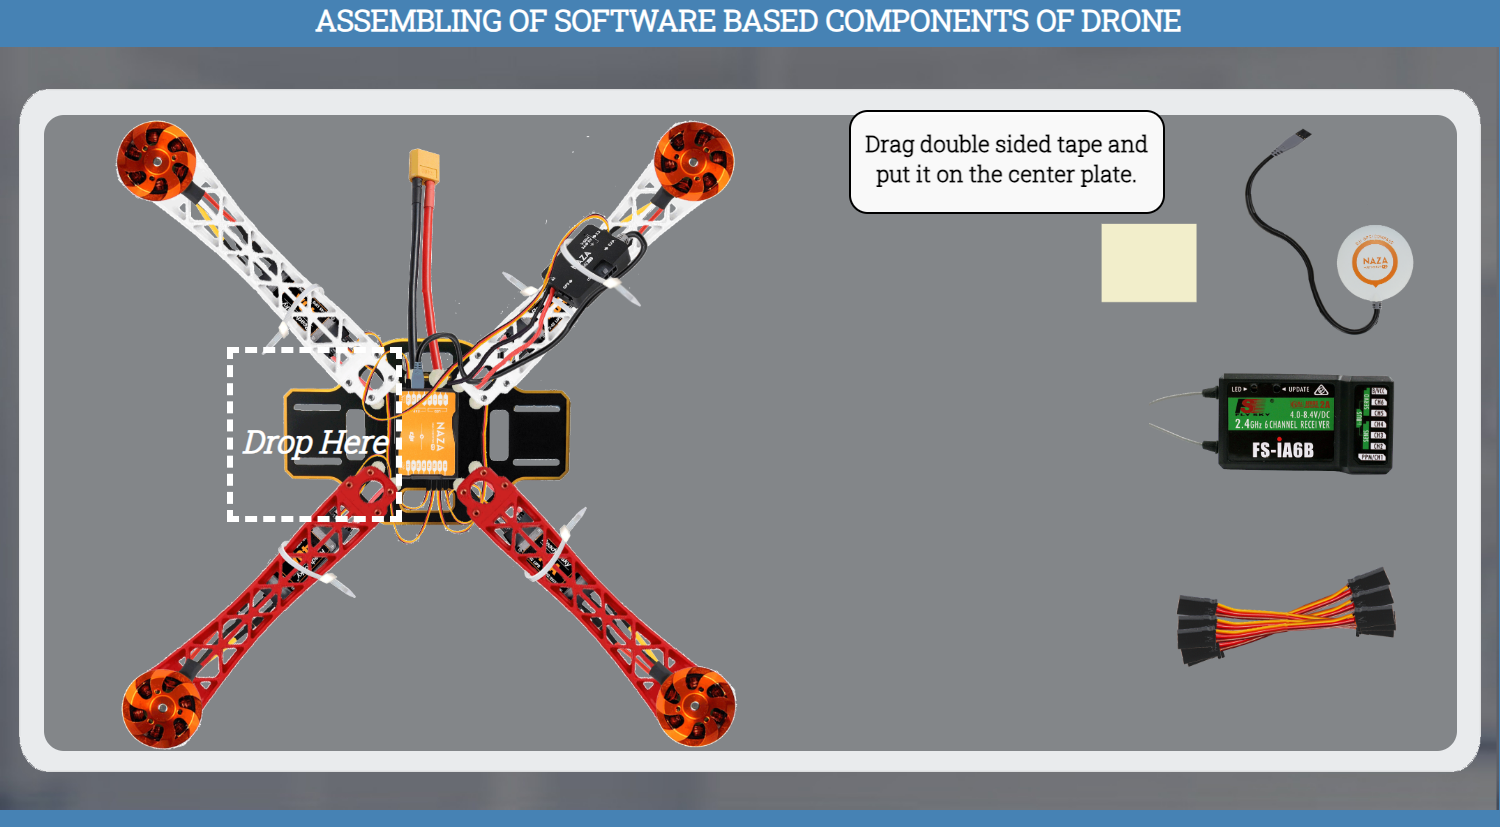 ASSEMBLING OF SOFTWARE BASED COMPONENTS OF DRONE
Drag double sided tape and
put it on the center plate.
Drop Here
NAZA
NAZA
LED
UPDATE
4.0-8.4V/DC
2.4GHz 6 CHANNEL RECEIVER
FS-iA6B
SERVO
B/VCC
CH6
CH5
CH4
CH3
CH2
PPM/CH1